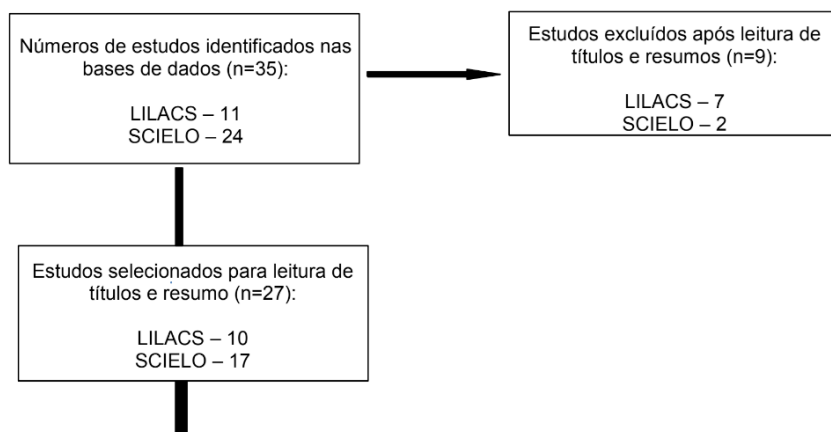 Números de estudos identificados nas
bases de dados (n=35):
LILACS – 11
SCIELO – 24
Estudos excluídos após leitura de
títulos e resumos (n=9):
LILACS – 7
SCIELO – 2
Estudos selecionados para leitura de
títulos e resumo (n=27):
LILACS – 10
SCIELO – 17